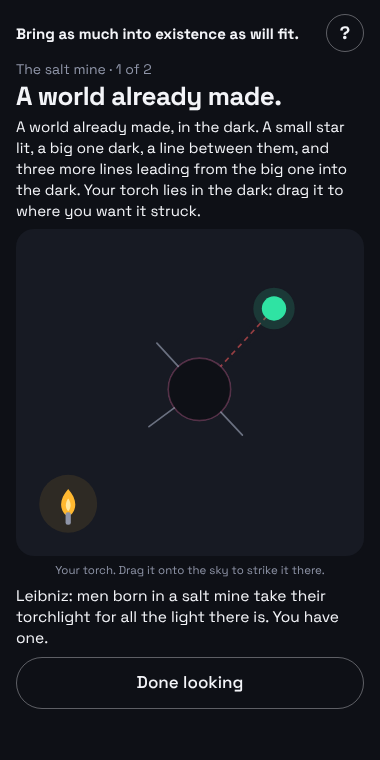 Bring as much into existence as will fit.
?
The salt mine · 1 of 2
A world already made.
A world already made, in the dark. A small star
lit, a big one dark, a line between them, and
three more lines leading from the big one into
the dark. Your torch lies in the dark: drag it to
where you want it struck.
Your torch. Drag it onto the sky to strike it there.
Leibniz: men born in a salt mine take their
torchlight for all the light there is. You have
one.
Done looking